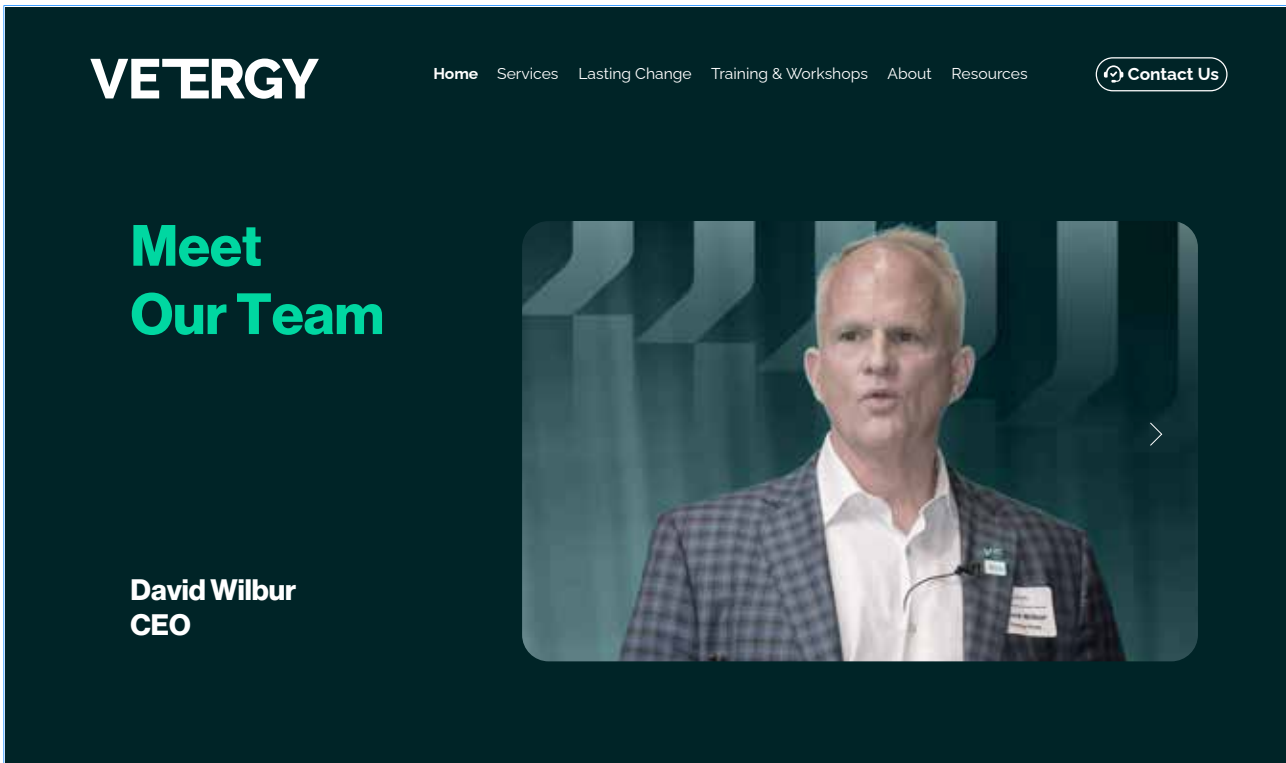 VETERGY
Home Services Lasting Change Training & Workshops About Resources
Contact Us
Meet
Our Team
David Wilbur
CEO